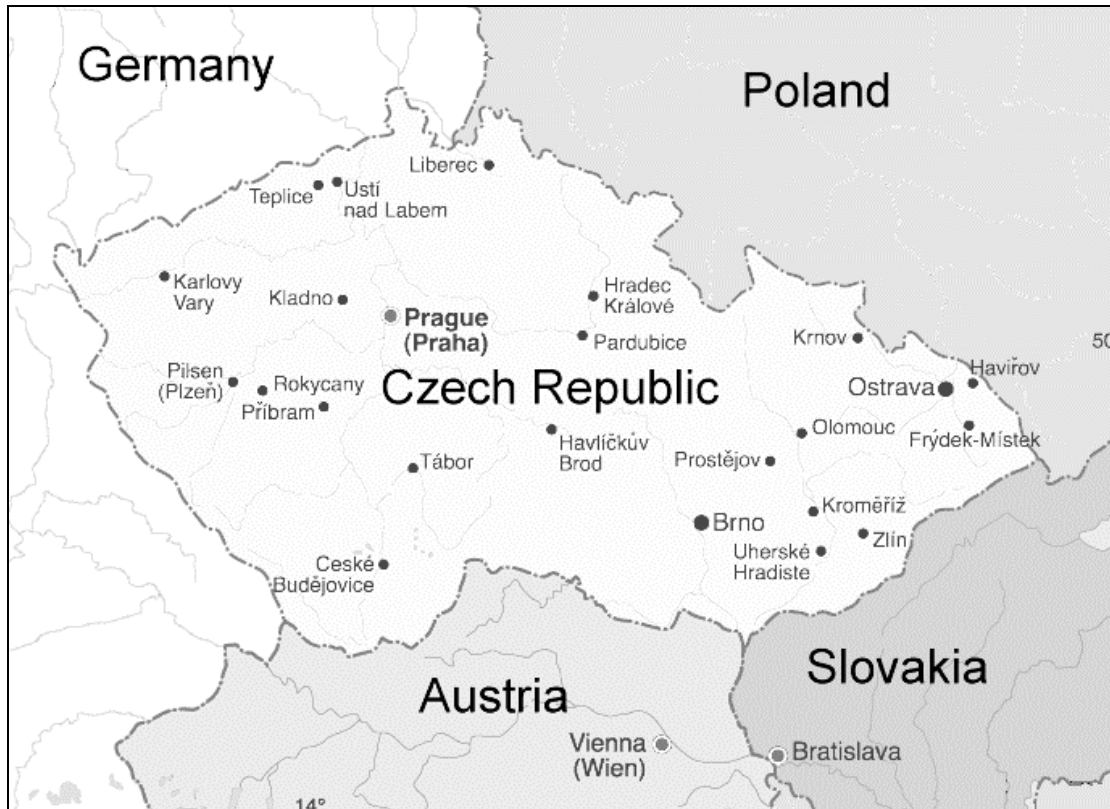 Germany
Poland
Liberec
Teplice
Ustí
nad Labem
Karlovy
Vary
Kladno
Hradec
Králové
Prague
(Praha)
Pardubice
Krnov
50
Pilsen
(Plzeň)
Rokycany
Příbram
Czech Republic
Havířov
Ostrava
Olomouc
Frýdek-Místek
Havlíčkův
Brod
Tábor
Prostějov
Kroměříž
Brno
Zlín
Uherské
Hradiste
Ceské
Budějovice
Slovakia
Austria
Vienna
(Wien)
Bratislava
14°